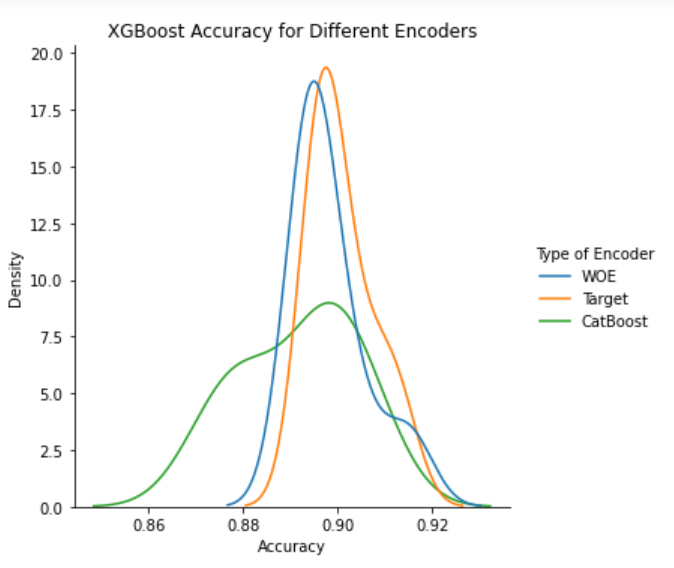 XGBoost Accuracy for Different Encoders
20.0
17.5
15.0
12.5
10.0
7.5
5.0
2.5
0.0
Density
0.86 0.88 0.90 0.92
Accuracy
Type of Encoder
WOE
Target
CatBoost